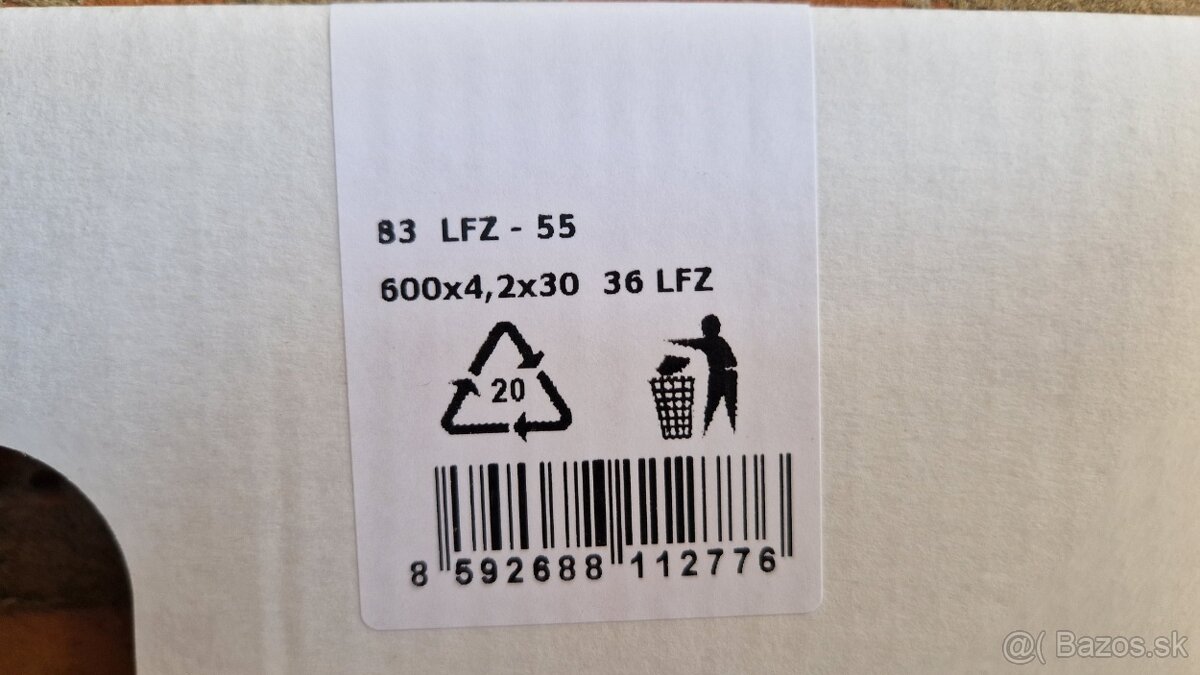 83 LFZ - 55
600x4,2x30 36 LFZ
20
8 592688 112776
@( Bazos.sk